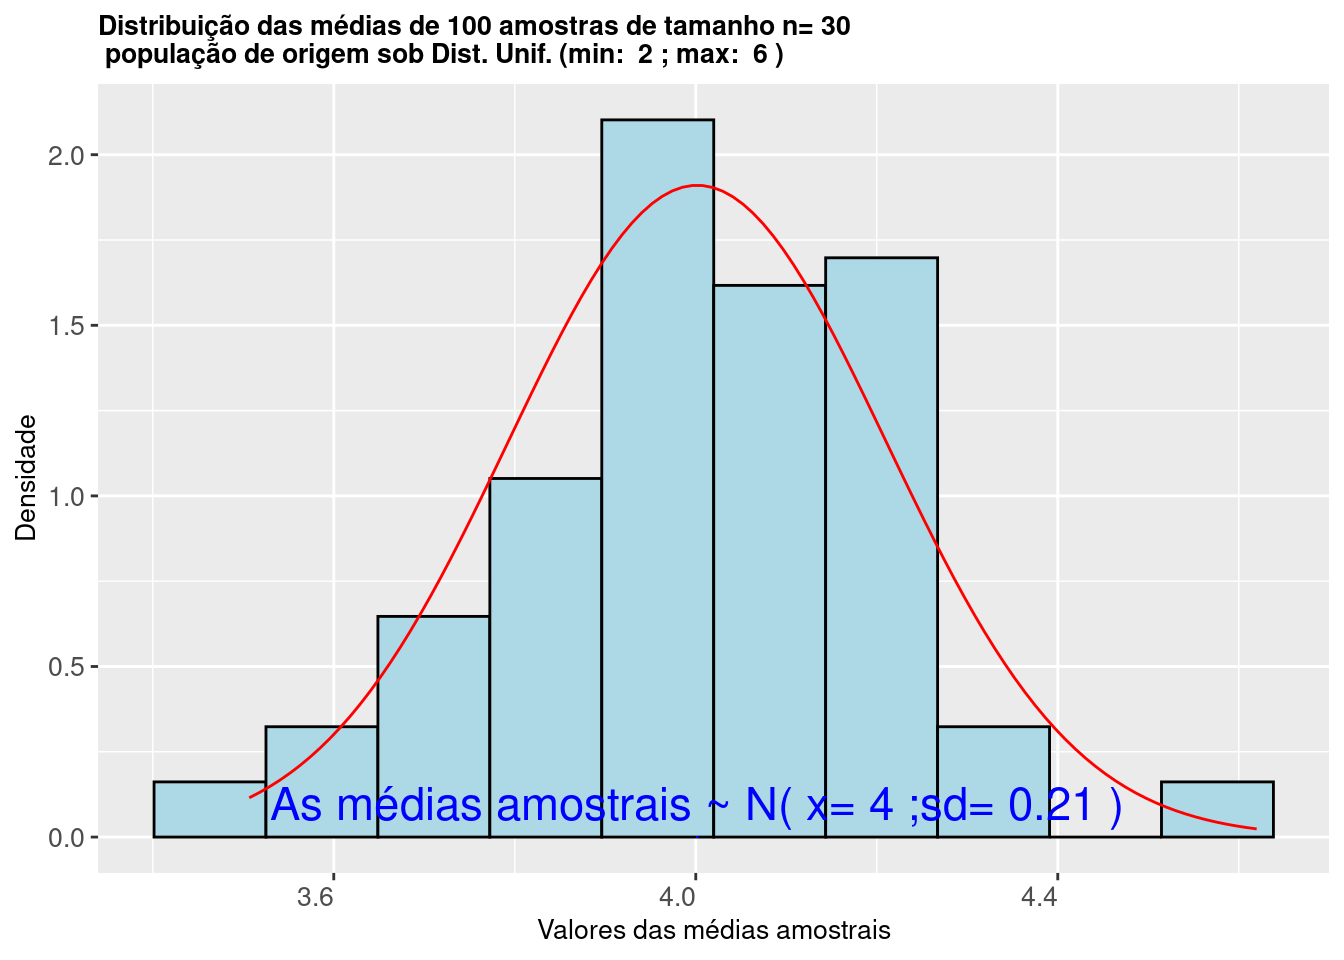 Distribuição das médias de 100 amostras de tamanho n= 30
população de origem sob Dist. Unif. (min:  2 ; max:  6 )
Densidade
2.0
1.5
1.0
0.5
0.0
As médias amostrais ~ N( x= 4 ;sd= 0.21 )
3.6
4.0
4.4
Valores das médias amostrais